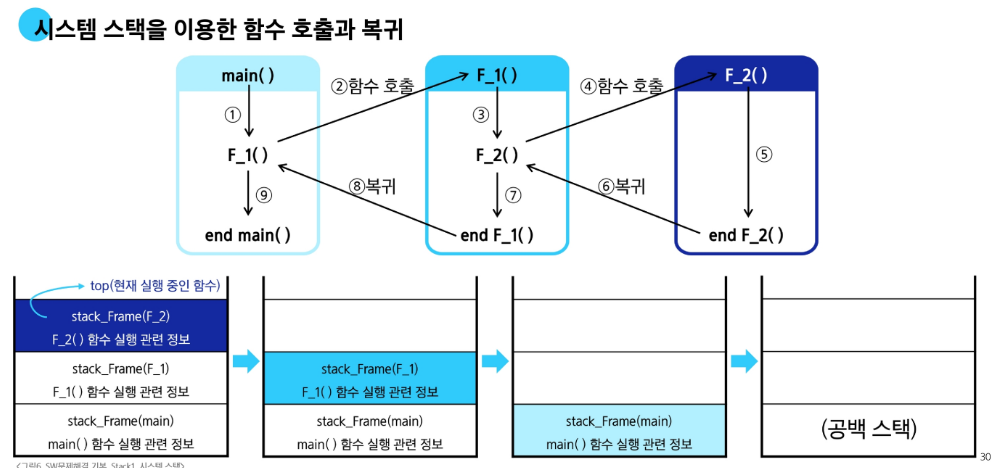 시스템 스택을 이용한 함수 호출과 복귀
main( )
F_1( )
F_2( )
②함수 호출
④함수 호출
①
③
⑤
F_1( )
F_2( )
⑧복귀
⑥복귀
⑨
⑦
end main( )
end F_1( )
end F_2( )
top(현재 실행 중인 함수)
stack_Frame(F_2)
F_2( ) 함수 실행 관련 정보
stack_Frame(F_1)
F_1( ) 함수 실행 관련 정보
stack_Frame(main)
main( ) 함수 실행 관련 정보
stack_Frame(F_1)
F_1( ) 함수 실행 관련 정보
stack_Frame(main)
main( ) 함수 실행 관련 정보
stack_Frame(main)
main( ) 함수 실행 관련 정보
(공백 스택)
<그림6. SW문제해결 기본, Stack1, 시스템 스택>
30